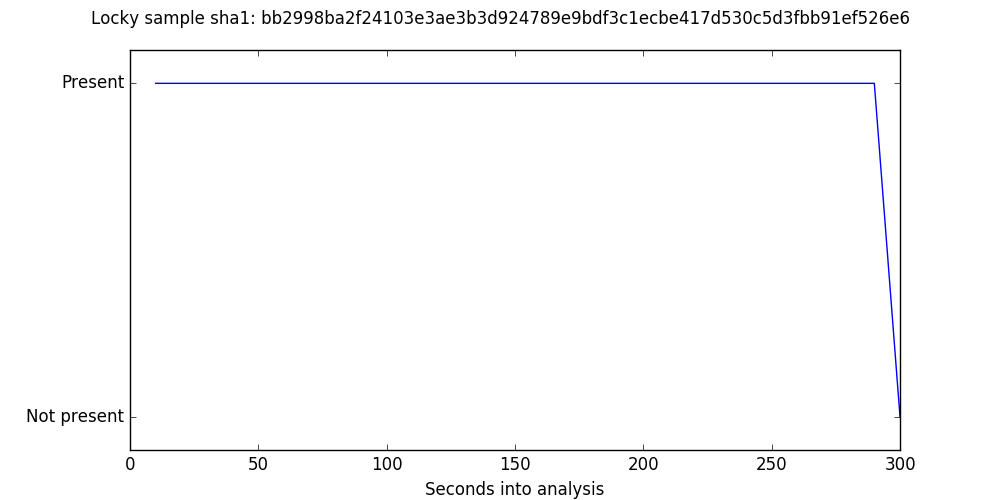 Locky sample sha1: bb2998ba2f24103e3ae3b3d924789e9bdf3c1ecbe417d530c5d3fbb91ef526e6
Present
Not present
0 50 100 150 200 250 300
Seconds into analysis